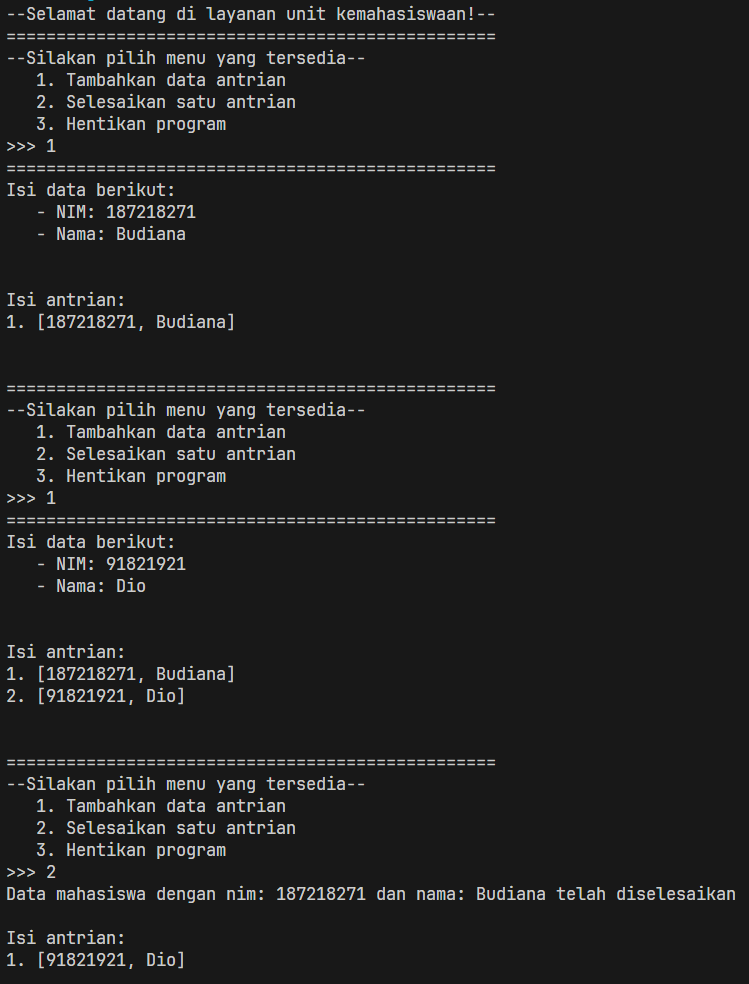 --Selamat datang di layanan unit kemahasiswaan!--
=================================================
--Silakan pilih menu yang tersedia--
   1. Tambahkan data antrian
   2. Selesaikan satu antrian
   3. Hentikan program
>>> 1
=================================================
Isi data berikut:
   - NIM: 187218271
   - Nama: Budiana
Isi antrian:
1. [187218271, Budiana]
=================================================
--Silakan pilih menu yang tersedia--
   1. Tambahkan data antrian
   2. Selesaikan satu antrian
   3. Hentikan program
>>> 1
=================================================
Isi data berikut:
   - NIM: 91821921
   - Nama: Dio
Isi antrian:
1. [187218271, Budiana]
2. [91821921, Dio]
=================================================
--Silakan pilih menu yang tersedia--
   1. Tambahkan data antrian
   2. Selesaikan satu antrian
   3. Hentikan program
>>> 2
Data mahasiswa dengan nim: 187218271 dan nama: Budiana telah diselesaikan
Isi antrian:
1. [91821921, Dio]